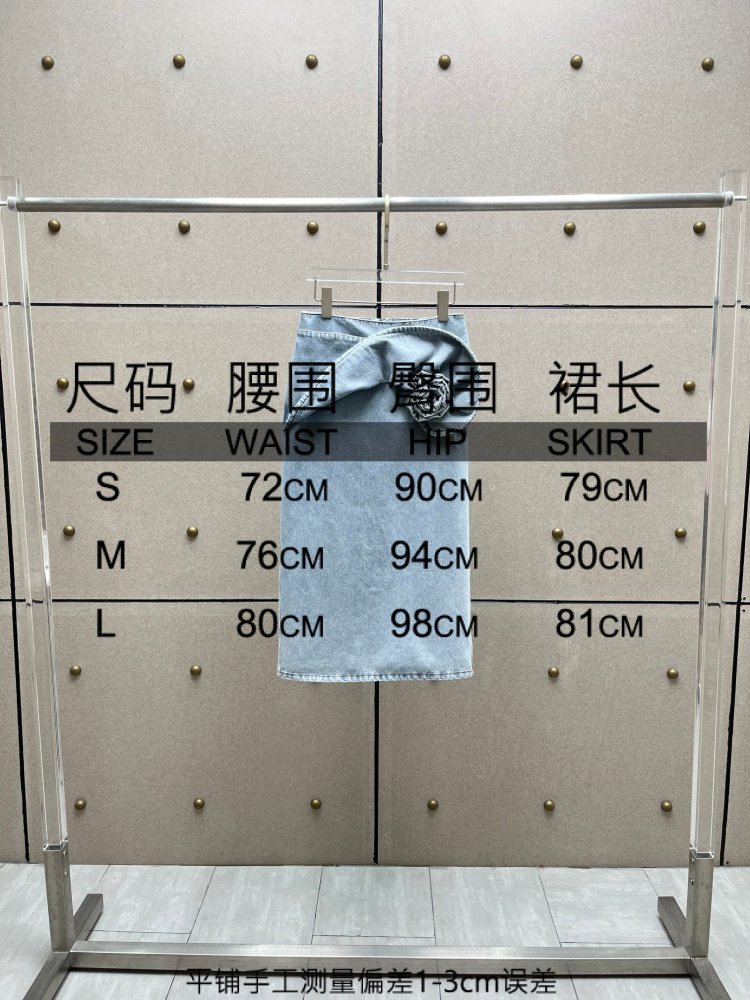 尺码 腰围 臀围 裙长
SIZE WAIST HIP SKIRT
S 72CM 90CM 79CM
M 76CM 94CM 80CM
L 80CM 98CM 81CM
平铺手工测量偏差1-3cm误差